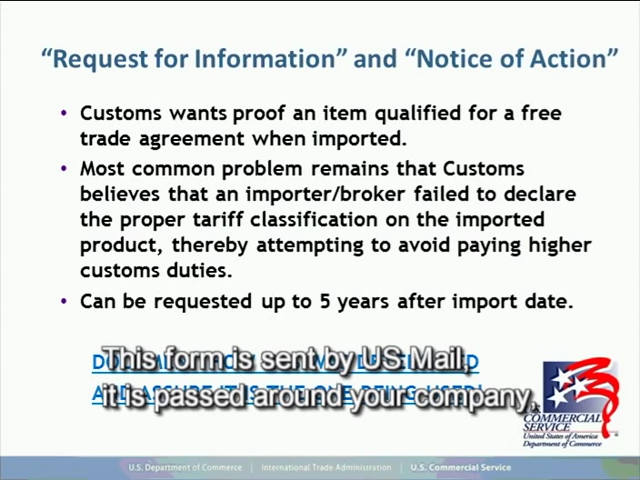 “Request for Information” and “Notice of Action”
• Customs wants proof an item qualified for a free
trade agreement when imported.
• Most common problem remains that Customs
believes that an importer/broker failed to declare
the proper tariff classification on the imported
product, thereby attempting to avoid paying higher
customs duties.
• Can be requested up to 5 years after import date.
This form is sent by US Mail,
it is passed around your company,
COMMERCIAL
SERVICE
United States of America
Department of Commerce
U.S. Department of Commerce | International Trade Administration | U.S. Commercial Service